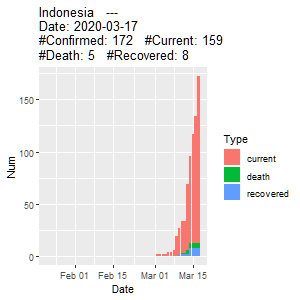 Indonesia ---
Date: 2020-03-17
#Confirmed: 172 #Current: 159
#Death: 5 #Recovered: 8
Num
150
100
50
0
Feb 01 Feb 15 Mar 01 Mar 15
Date
Type
current
death
recovered